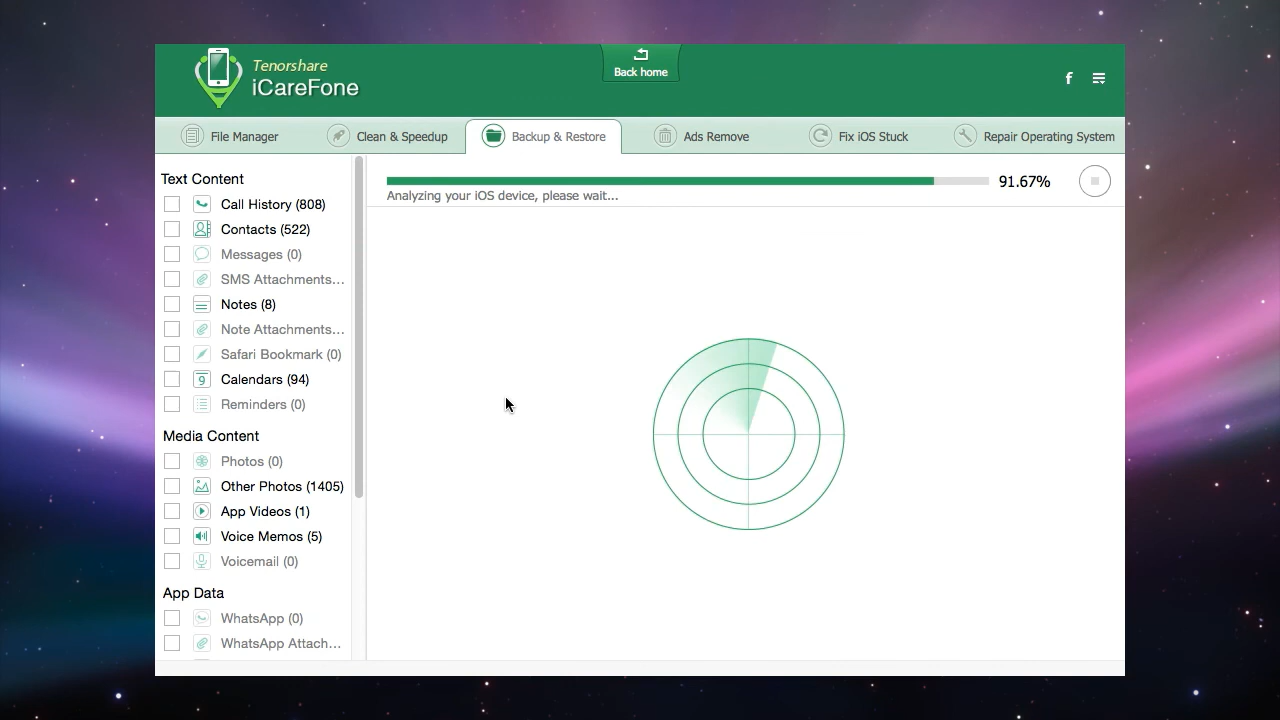 Tenorshare
iCareFone
Back home
f
File Manager
Clean & Speedup
Backup & Restore
Ads Remove
Fix iOS Stuck
Repair Operating System
Text Content
Call History (808)
Contacts (522)
Messages (0)
SMS Attachments...
Notes (8)
Note Attachments...
Safari Bookmark (0)
9
Calendars (94)
Reminders (0)
Media Content
Photos (0)
Other Photos (1405)
App Videos (1)
Voice Memos (5)
Voicemail (0)
App Data
WhatsApp (0)
WhatsApp Attach...
91.67%
Analyzing your iOS device, please wait...